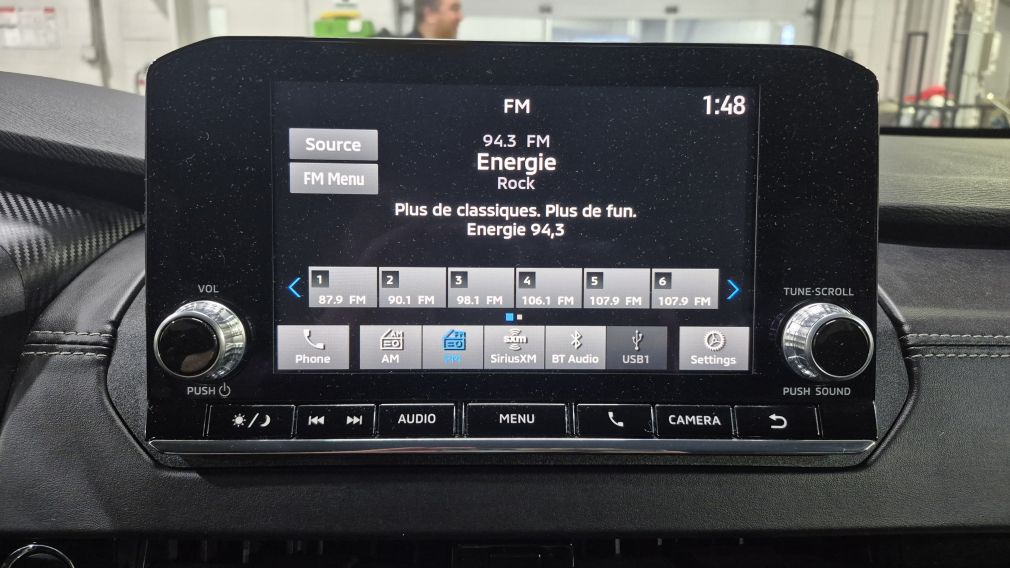 FM
1:48
Source
94.3 FM
Energie
FM Menu
Rock
Plus de classiques. Plus de fun.
Energie 94,3
1 2 3 4 5 6
87.9 FM 90.1 FM 98.1 FM 106.1 FM 107.9 FM 107.9 FM
VOL
TUNE·SCROLL
AM FM sxm
Phone AM FM SiriusXM BT Audio USB1 Settings
PUSH
PUSH SOUND
AUDIO MENU CAMERA